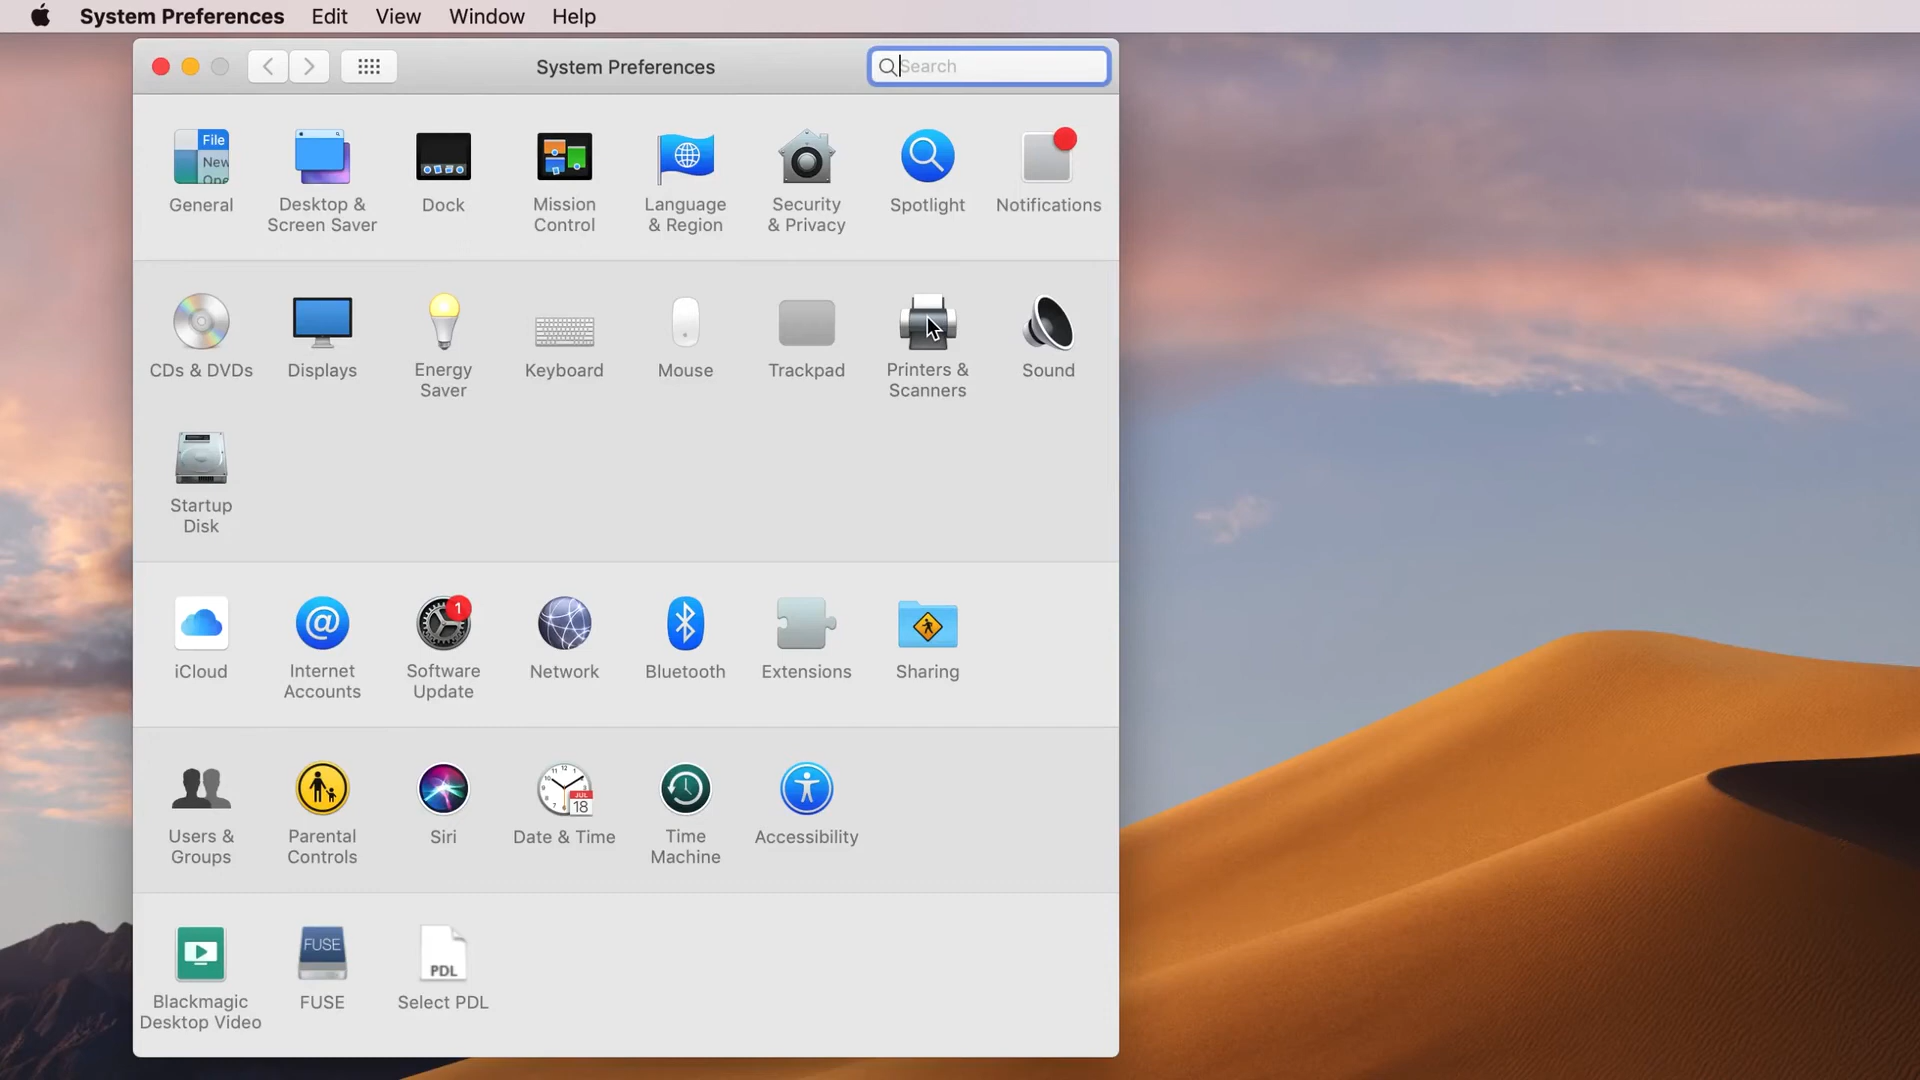 System Preferences Edit View Window Help
System Preferences
Search
File
New
Ope
General
Desktop &
Screen Saver
Dock
Mission
Control
Language
& Region
Security
& Privacy
Spotlight
Notifications
CDs & DVDs
Displays
Energy
Saver
Keyboard
Mouse
Trackpad
Printers &
Scanners
Sound
Startup
Disk
iCloud
@
Internet
Accounts
1
Software
Update
Network
Bluetooth
Extensions
Sharing
Users &
Groups
Parental
Controls
Siri
JUL
18
Date & Time
Time
Machine
Accessibility
Blackmagic
Desktop Video
FUSE
FUSE
PDL
Select PDL